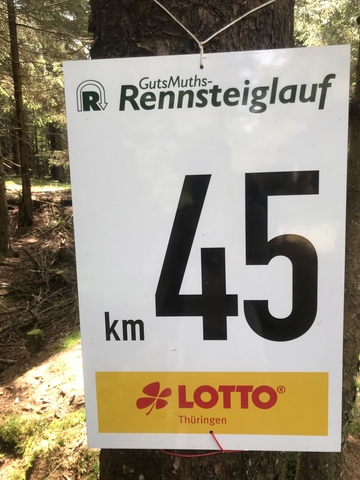 GutsMuths-
R Rennsteiglauf
km 45
LOTTO®
Thüringen